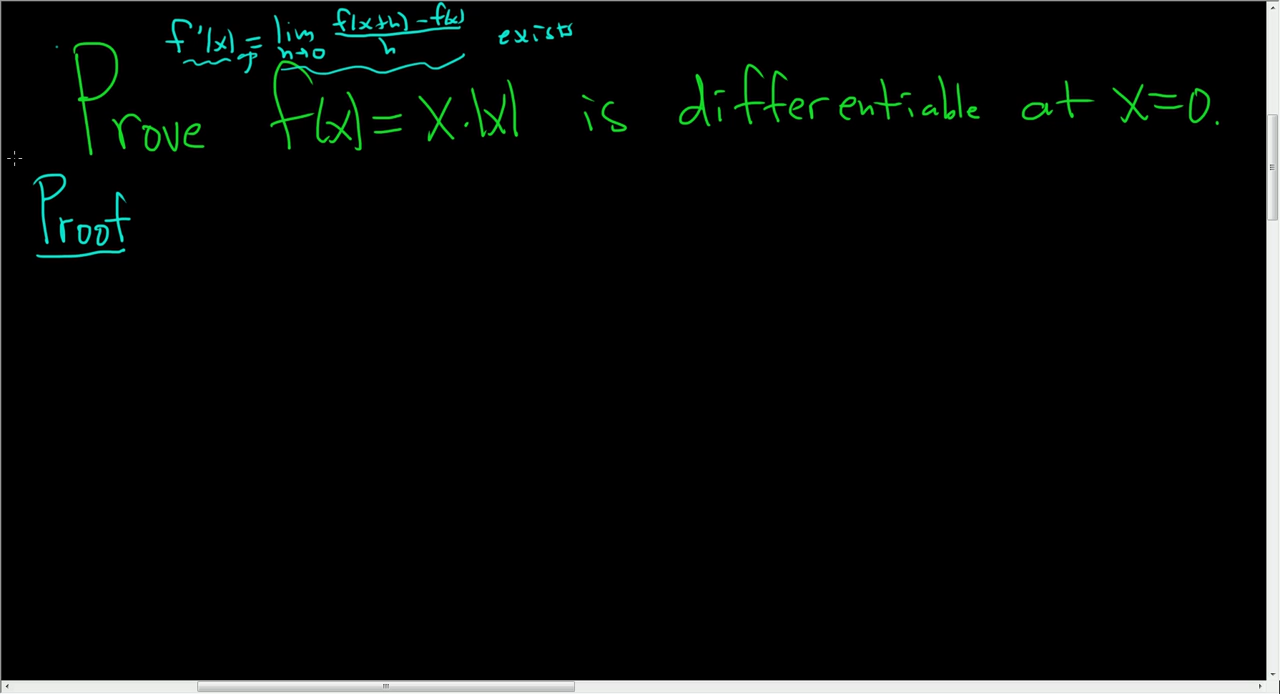 f'(x) = lim h→0 f(x+h) - f(x) / h exists
Prove f(x) = x·|x| is differentiable at x=0.
Proof